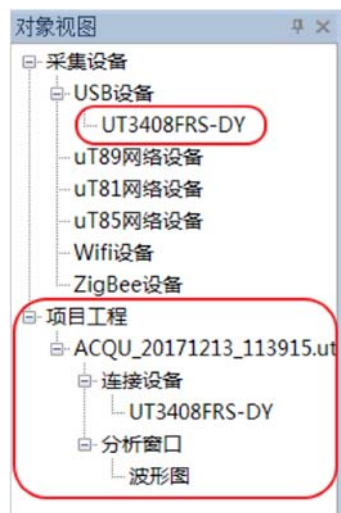 对象视图
采集设备
USB设备
UT3408FRS-DY
uT89网络设备
uT81网络设备
uT85网络设备
Wifi设备
ZigBee设备
项目工程
ACQU_20171213_113915.ut
连接设备
UT3408FRS-DY
分析窗口
波形图